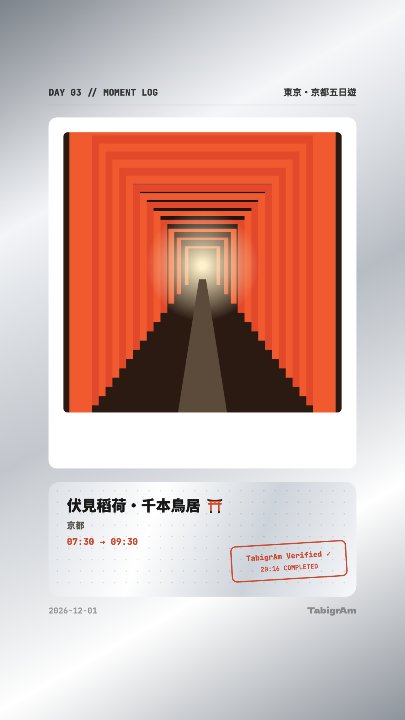 DAY 03 // MOMENT LOG
東京・京都五日遊
伏見稲荷・千本鳥居 ⛩️
京都
07:30 → 09:30
TabigrAm Verified ✓
20:16 COMPLETED
2026-12-01
TabigrAm